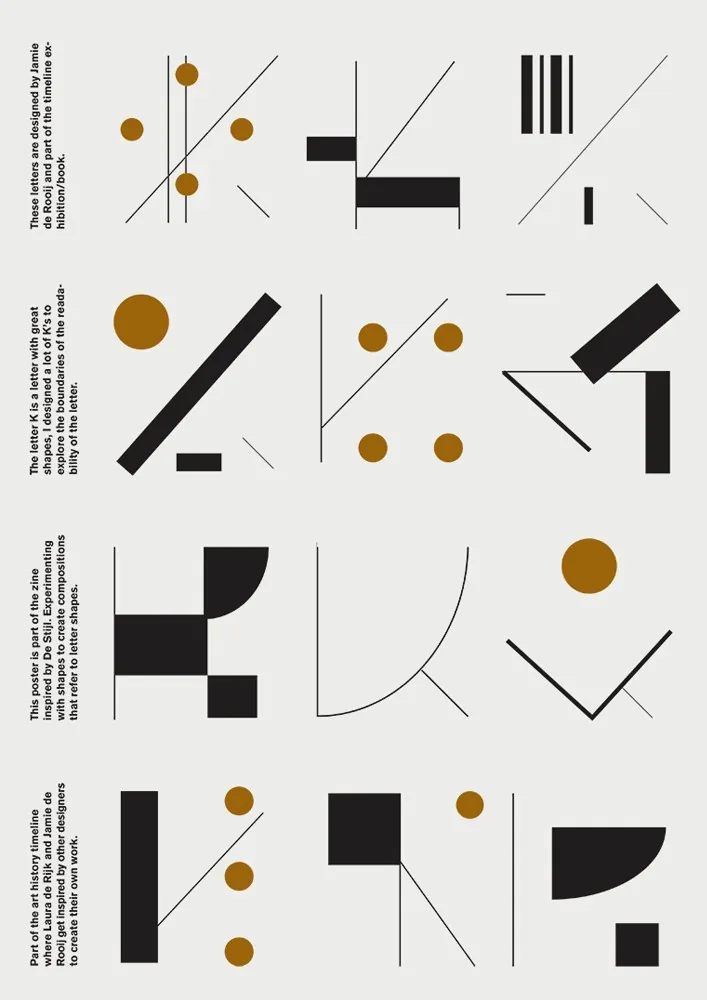 These letters are designed by Jamie
de Rooij and part of the timeline ex-
hibition/book.
The letter K is a letter with great
shapes, I designed a lot of K's to
explore the boundaries of the reada-
bility of the letter.
This poster is part of the zine
inspired by De Stijl. Experimenting
with shapes to create compositions
that refer to letter shapes.
Part of the art history timeline
where Laura de Rijk and Jamie de
Rooij get inspired by other designers
to create their own work.